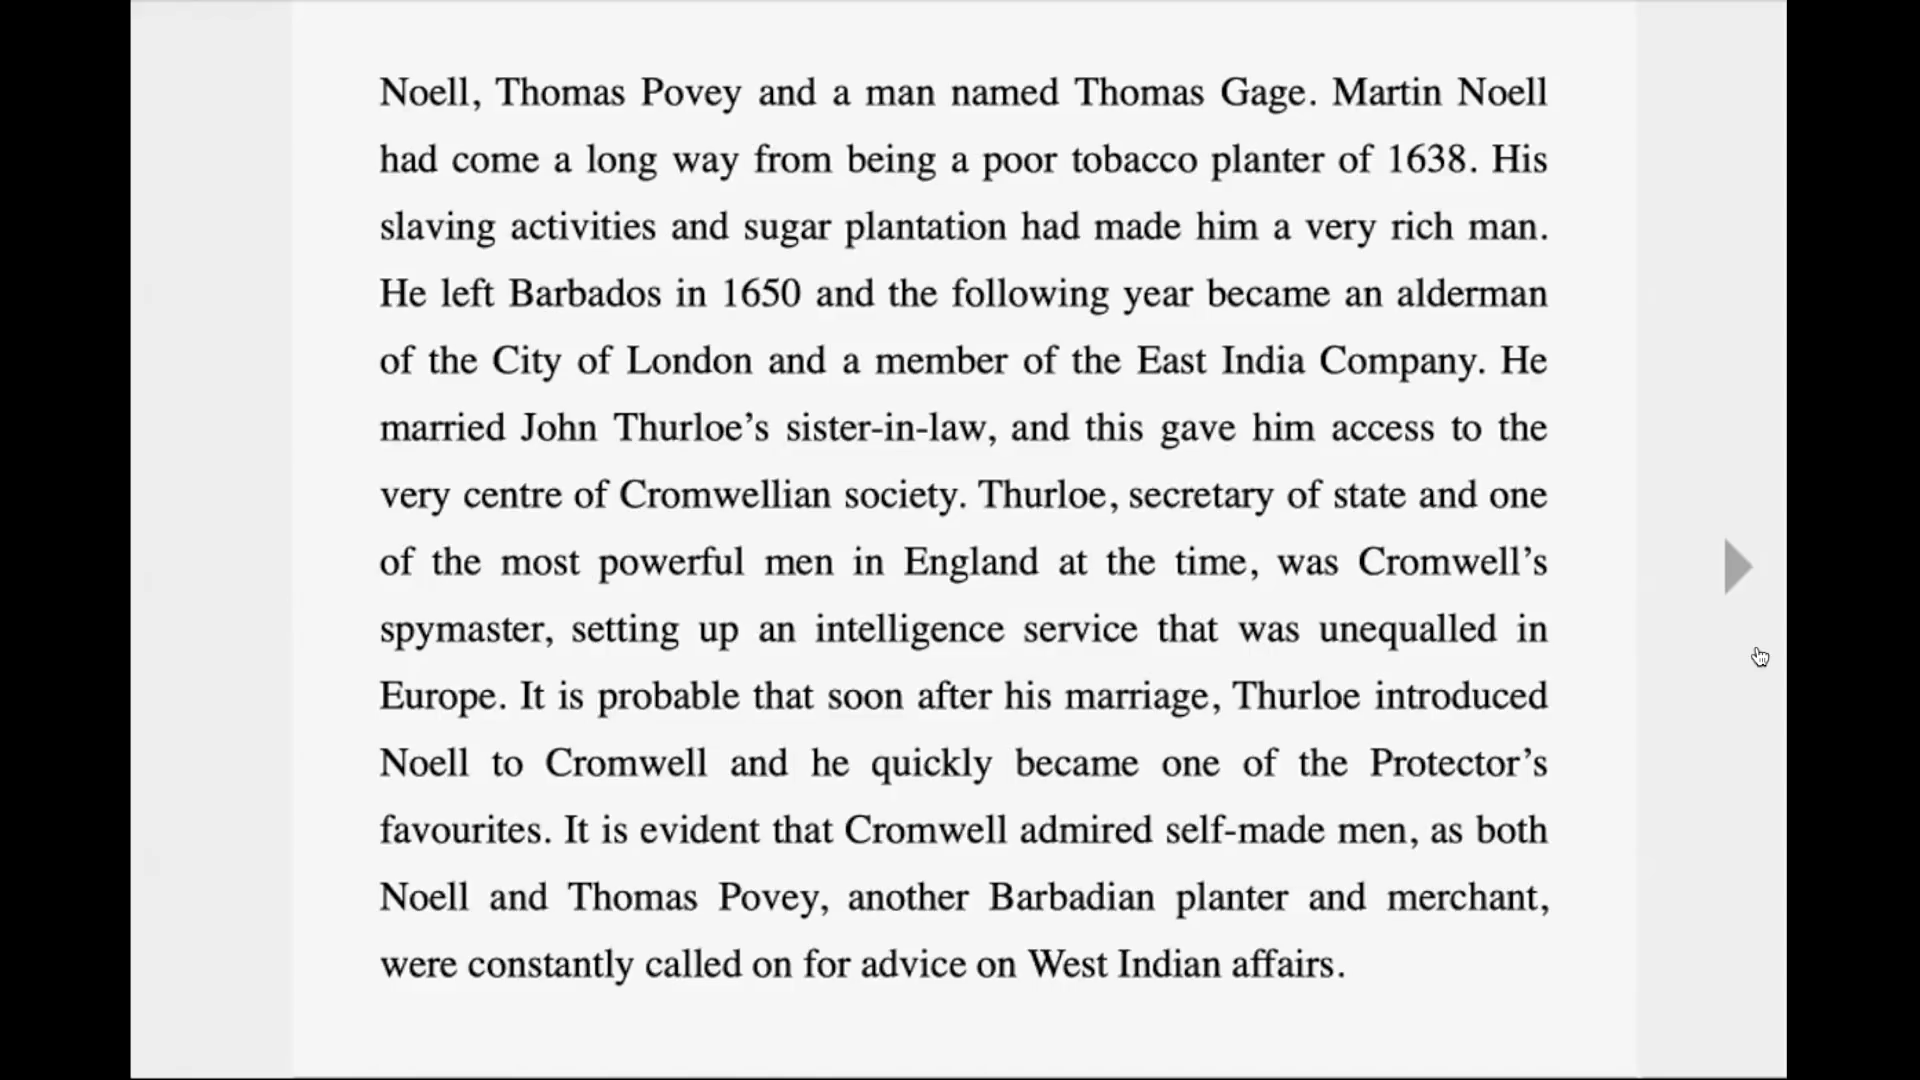 Noell, Thomas Povey and a man named Thomas Gage. Martin Noell
had come a long way from being a poor tobacco planter of 1638. His
slaving activities and sugar plantation had made him a very rich man.
He left Barbados in 1650 and the following year became an alderman
of the City of London and a member of the East India Company. He
married John Thurloe’s sister-in-law, and this gave him access to the
very centre of Cromwellian society. Thurloe, secretary of state and one
of the most powerful men in England at the time, was Cromwell’s
spymaster, setting up an intelligence service that was unequalled in
Europe. It is probable that soon after his marriage, Thurloe introduced
Noell to Cromwell and he quickly became one of the Protector’s
favourites. It is evident that Cromwell admired self-made men, as both
Noell and Thomas Povey, another Barbadian planter and merchant,
were constantly called on for advice on West Indian affairs.